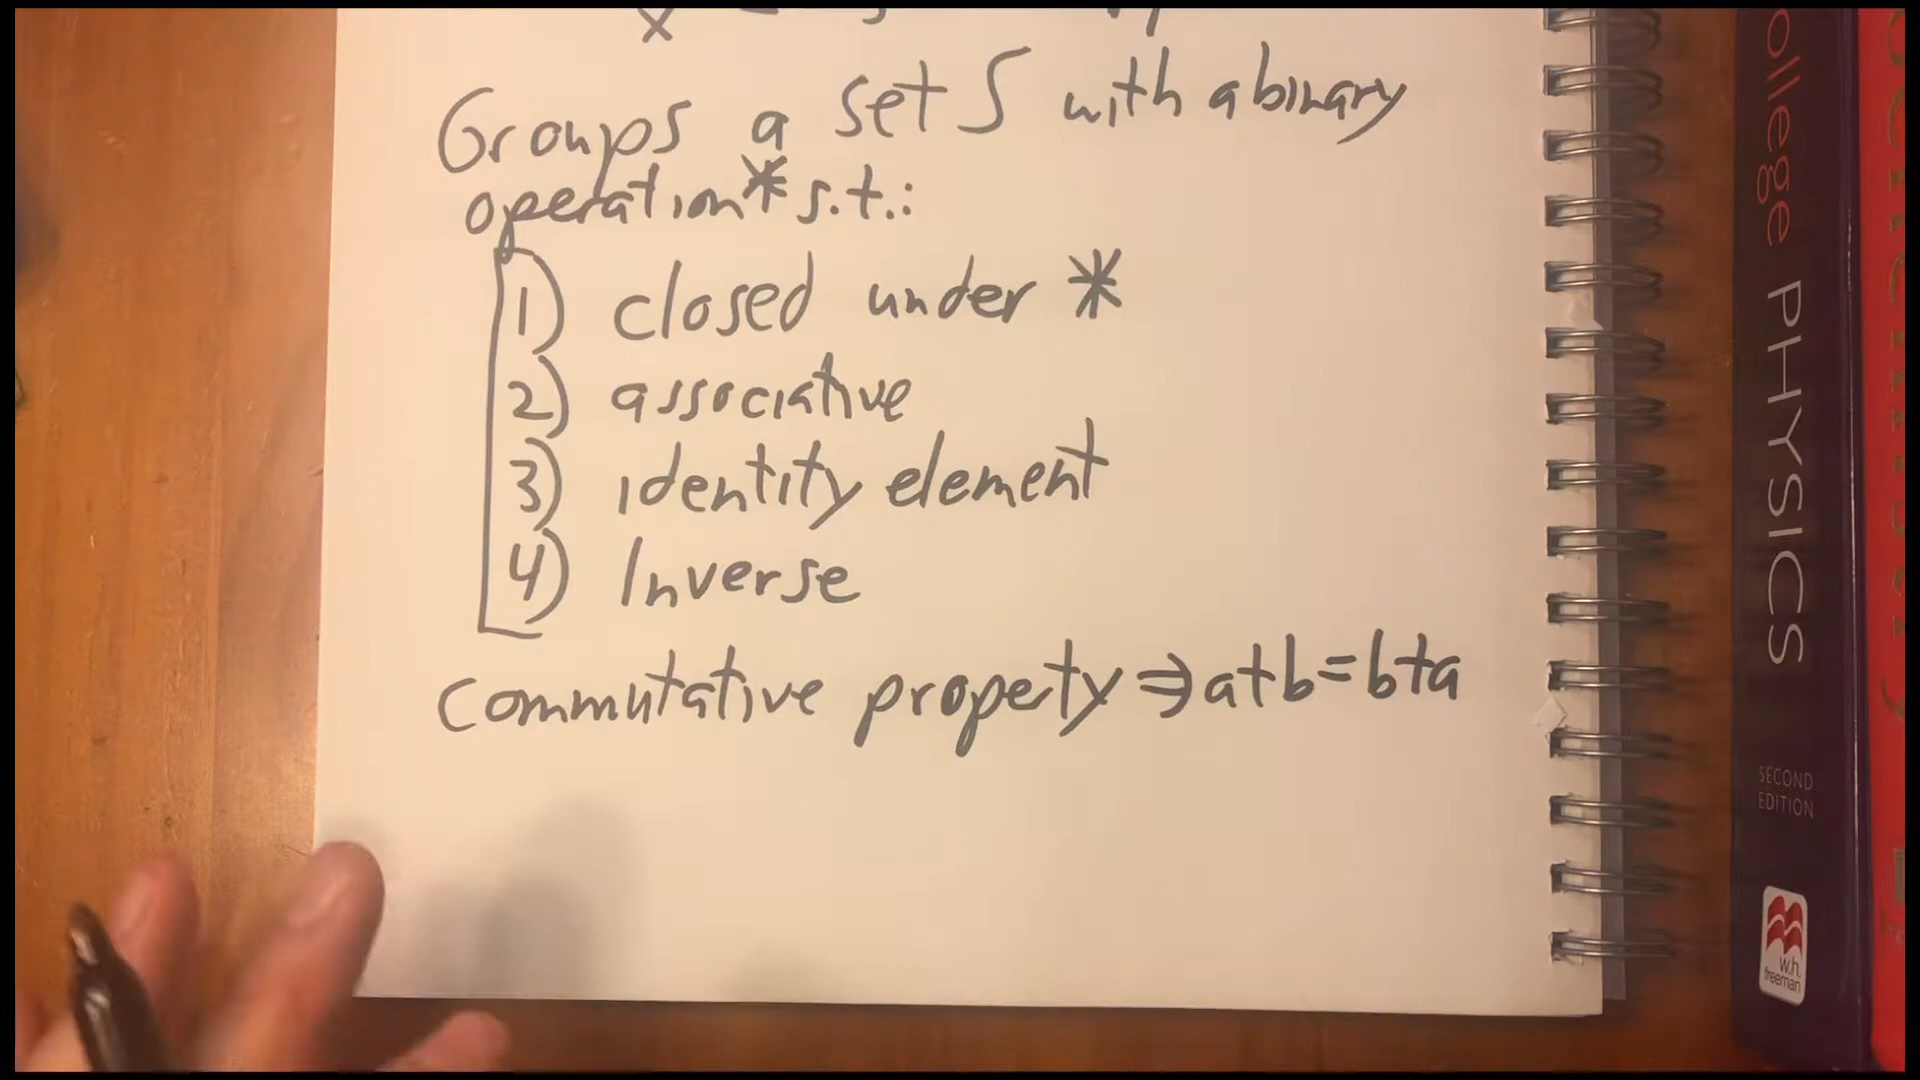 x
Groups a set S with a binary
operation * s.t.:
1) closed under *
2) associative
3) identity element
4) Inverse
commutative property ⇒ a+b=b+a
ollege PHYSICS
SECOND
EDITION
w.h.
freeman